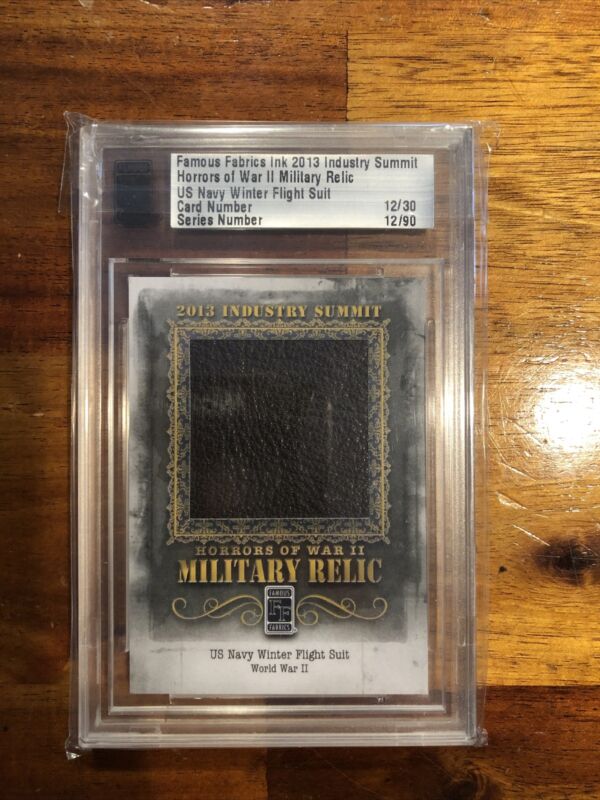 Famous Fabrics Ink 2013 Industry Summit
Horrors of War II Military Relic
US Navy Winter Flight Suit
Card Number 12/30
Series Number 12/90
2013 INDUSTRY SUMMIT
HORRORS OF WAR II
MILITARY RELIC
FAMOUS
FF
FABRICS
US Navy Winter Flight Suit
World War II